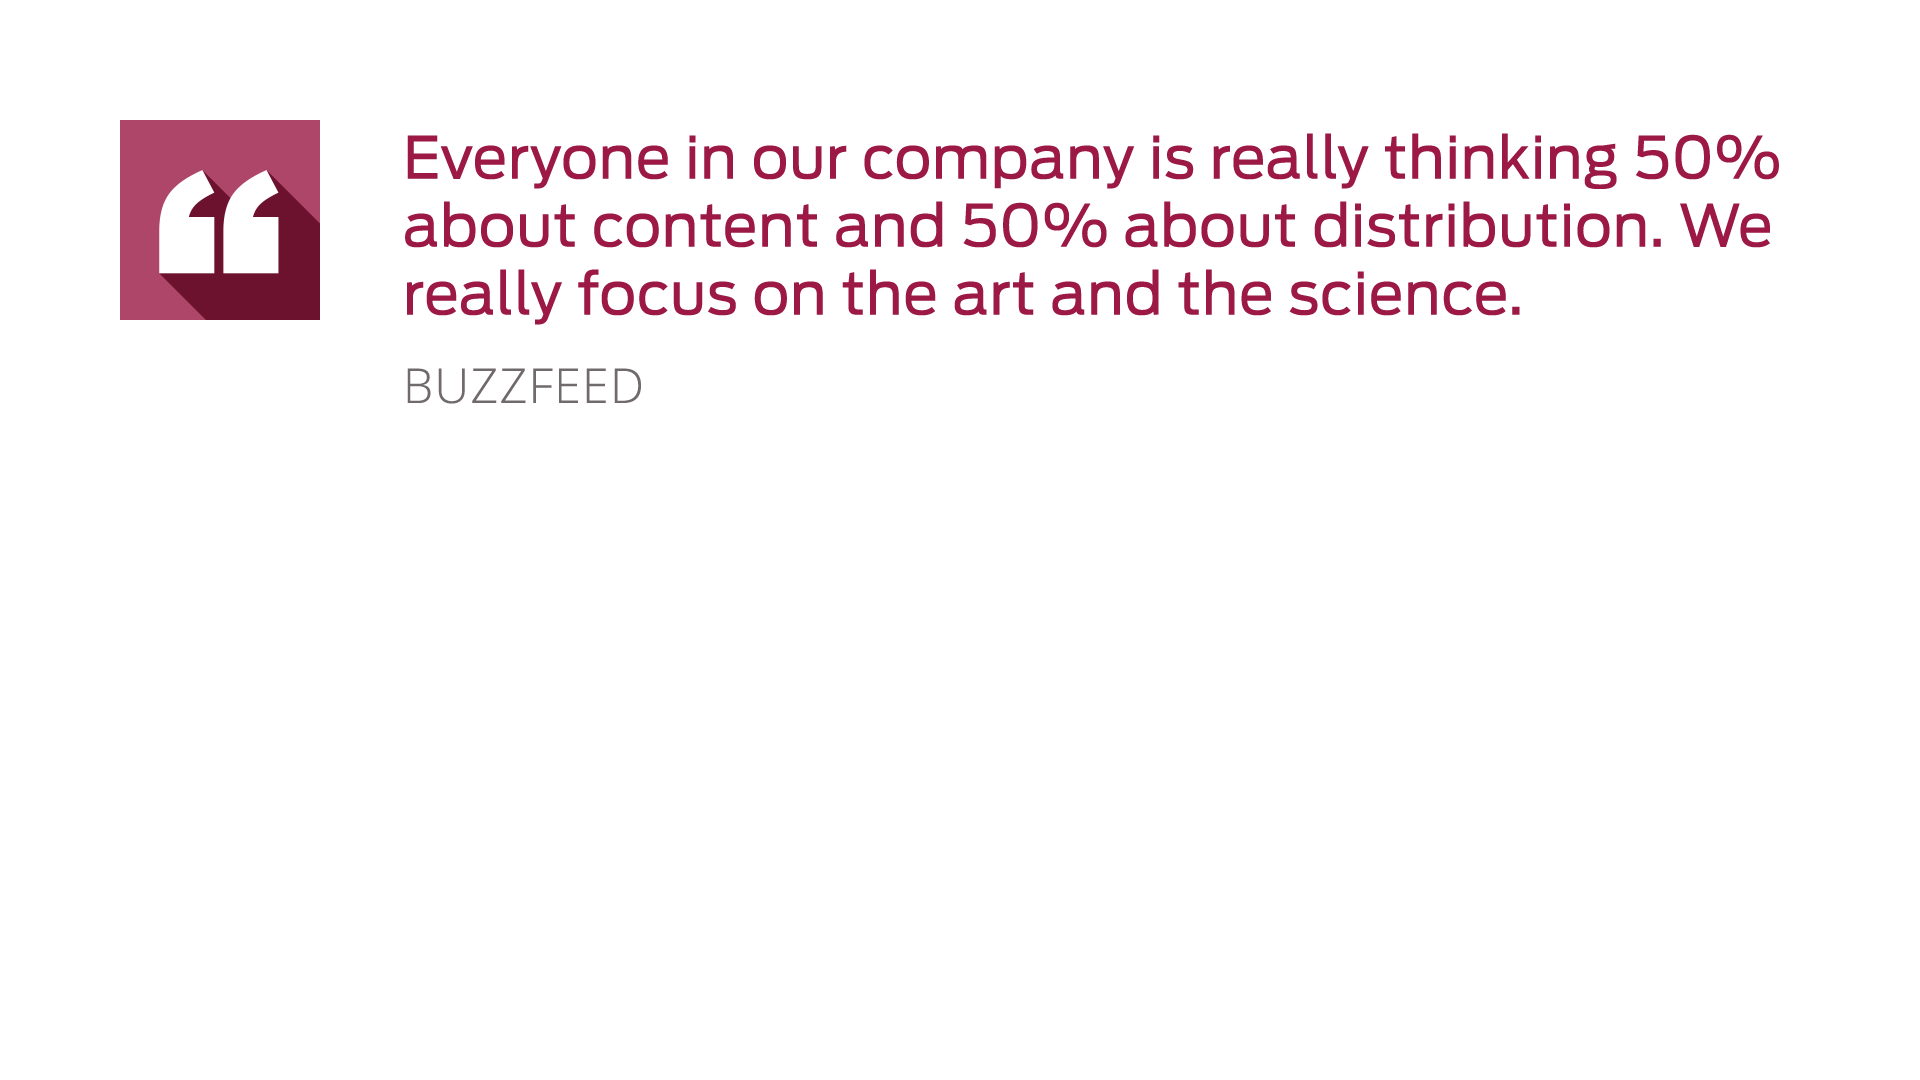 Everyone in our company is really thinking 50%
about content and 50% about distribution. We
really focus on the art and the science.
BUZZFEED